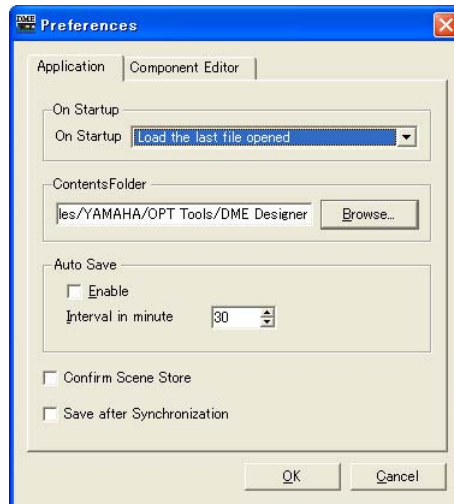 DME
Preferences
Application
Component Editor
On Startup
On Startup Load the last file opened
ContentsFolder
les/YAMAHA/OPT Tools/DME Designer Browse...
Auto Save
Enable
Interval in minute 30
Confirm Scene Store
Save after Synchronization
OK Cancel